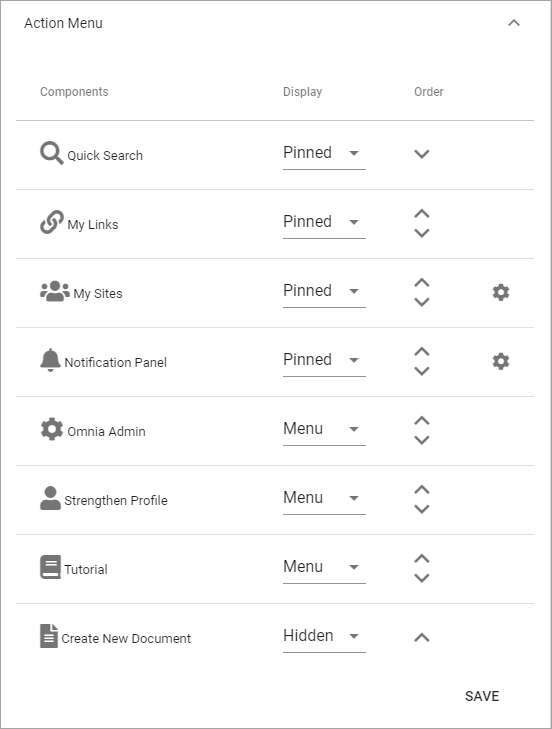 Action Menu
Components Display Order
Quick Search Pinned
My Links Pinned
My Sites Pinned
Notification Panel Pinned
Omnia Admin Menu
Strengthen Profile Menu
Tutorial Menu
Create New Document Hidden
SAVE